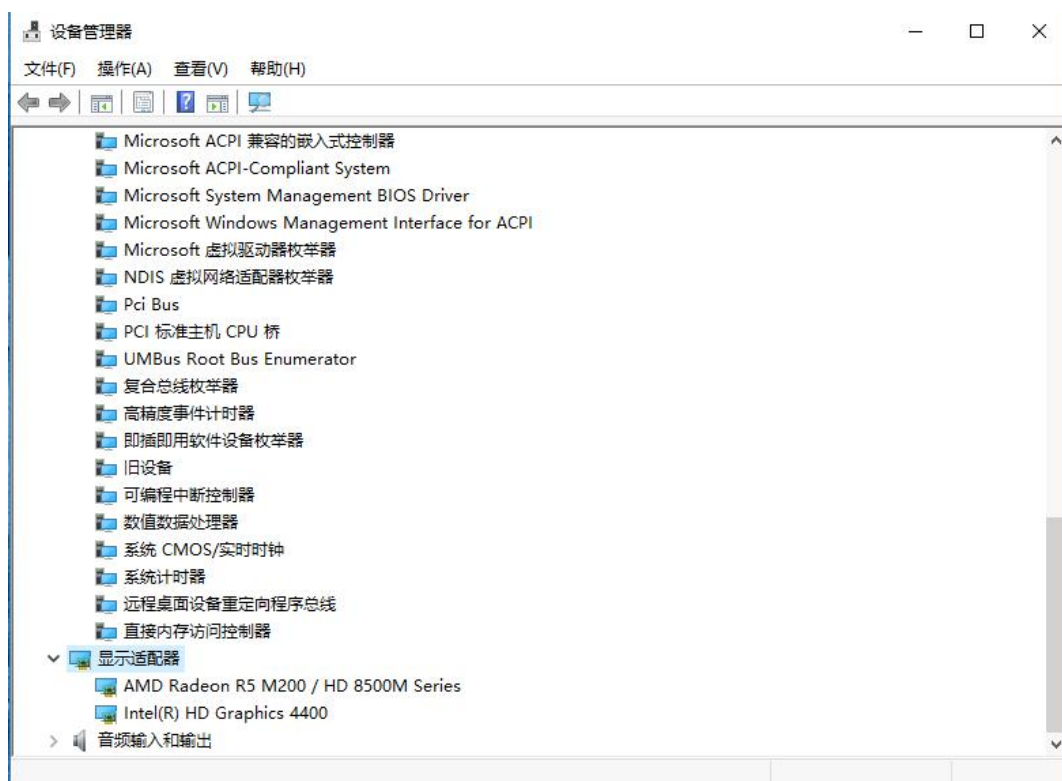 设备管理器
文件(F) 操作(A) 查看(V) 帮助(H)
Microsoft ACPI 兼容的嵌入式控制器
Microsoft ACPI-Compliant System
Microsoft System Management BIOS Driver
Microsoft Windows Management Interface for ACPI
Microsoft 虚拟驱动器枚举器
NDIS 虚拟网络适配器枚举器
Pci Bus
PCI 标准主机 CPU 桥
UMBus Root Bus Enumerator
复合总线枚举器
高精度事件计时器
即插即用软件设备枚举器
旧设备
可编程中断控制器
数值数据处理器
系统 CMOS/实时时钟
系统计时器
远程桌面设备重定向程序总线
直接内存访问控制器
显示适配器
AMD Radeon R5 M200 / HD 8500M Series
Intel(R) HD Graphics 4400
音频输入和输出